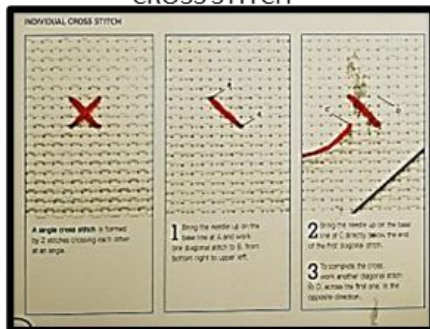 CROSS STITCH
INDIVIDUAL CROSS STITCH
A single cross stitch is formed
by 2 stitches crossing each other
at an angle.
1 Bring the needle up on the
base line at A and work
one diagonal stitch to B, from
bottom right to upper left.
2 Bring the needle up on the base
line at C directly below the end
of the first diagonal stitch.
3 To complete the cross,
work another diagonal stitch
to D, across the first one, in the
opposite direction.